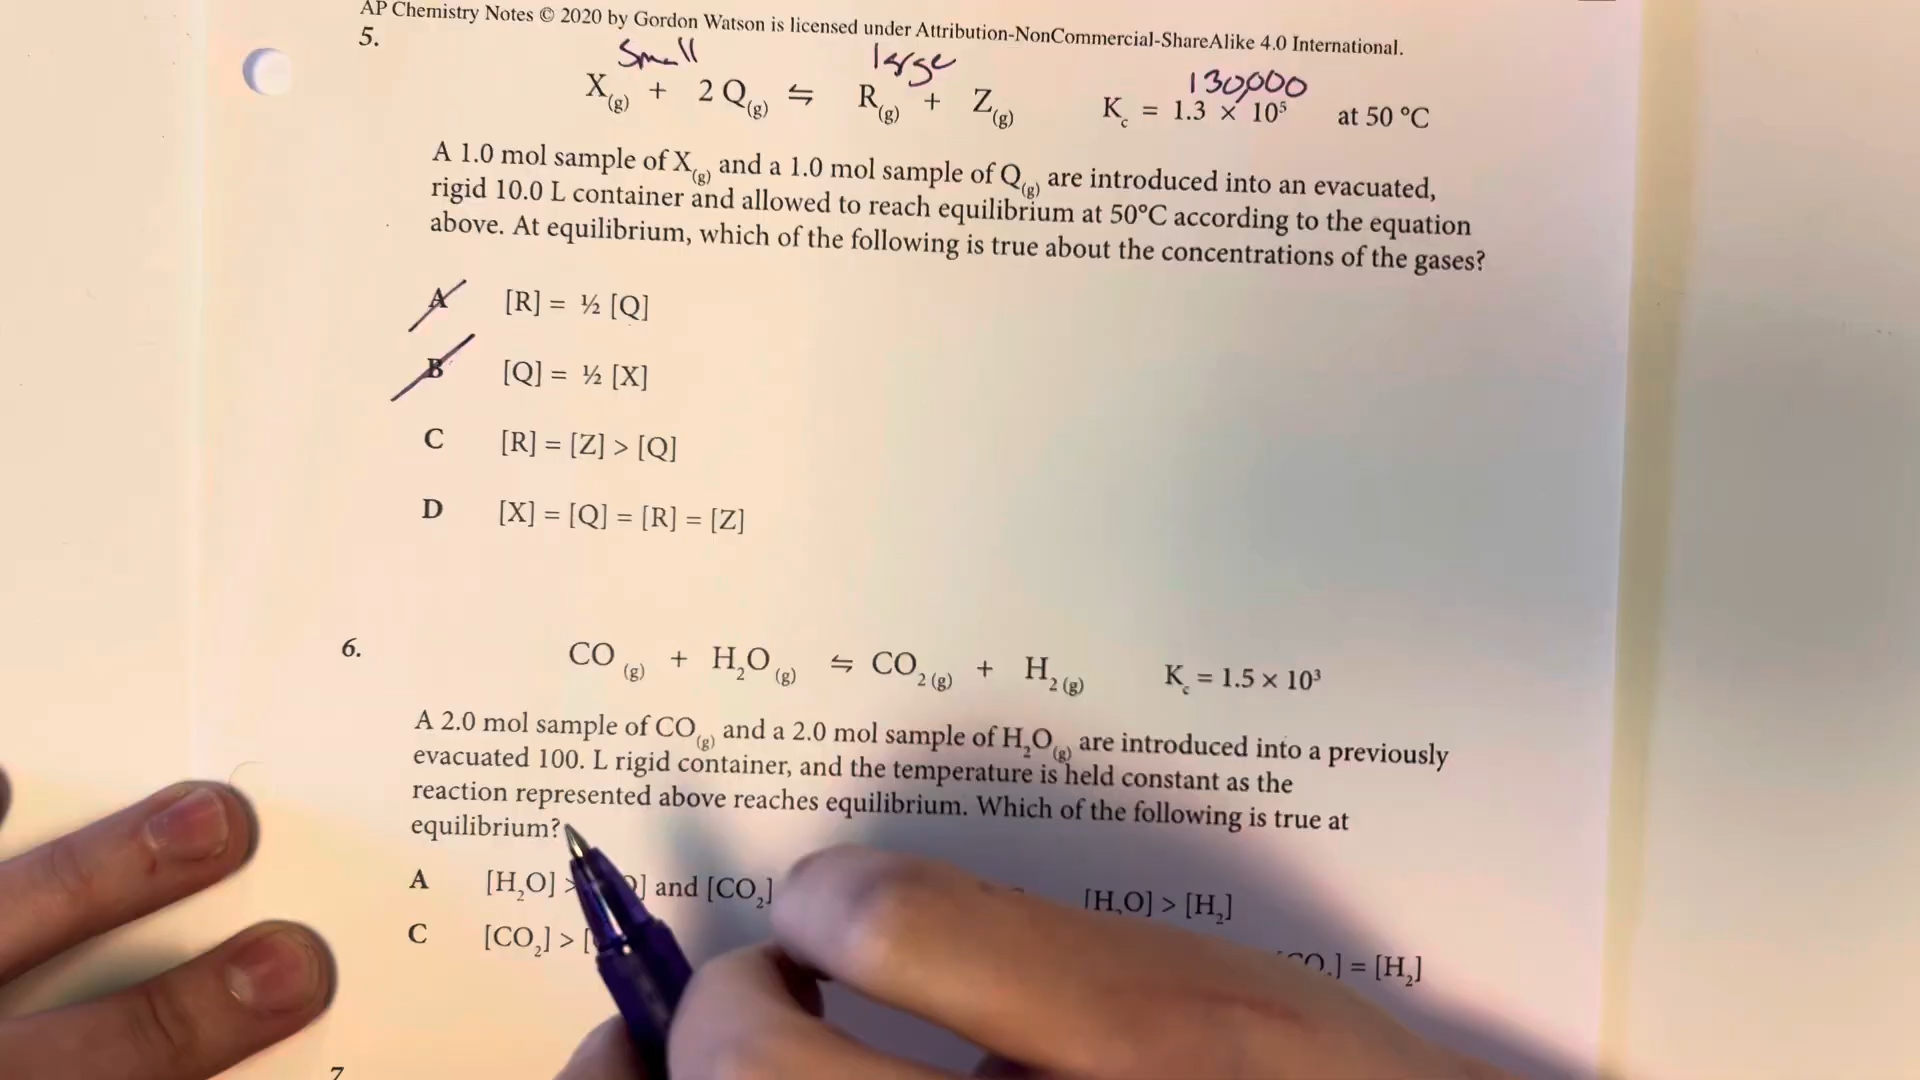 AP Chemistry Notes © 2020 by Gordon Watson is licensed under Attribution-NonCommercial-ShareAlike 4.0 International.
5.
small large 130,000
X(g) + 2 Q(g) ⇋ R(g) + Z(g) Kc = 1.3 × 10⁵ at 50 °C
A 1.0 mol sample of X(g) and a 1.0 mol sample of Q(g) are introduced into an evacuated,
rigid 10.0 L container and allowed to reach equilibrium at 50°C according to the equation
above. At equilibrium, which of the following is true about the concentrations of the gases?
A [R] = ½ [Q]
B [Q] = ½ [X]
C [R] = [Z] > [Q]
D [X] = [Q] = [R] = [Z]
6.
CO (g) + H₂O (g) ⇋ CO₂ (g) + H₂ (g) Kc = 1.5 × 10³
A 2.0 mol sample of CO(g) and a 2.0 mol sample of H₂O(g) are introduced into a previously
evacuated 100. L rigid container, and the temperature is held constant as the
reaction represented above reaches equilibrium. Which of the following is true at
equilibrium?
A [H₂O] > and [CO₂] [H₂O] > [H₂]
C [CO₂] > [ ] = [H₂]
7